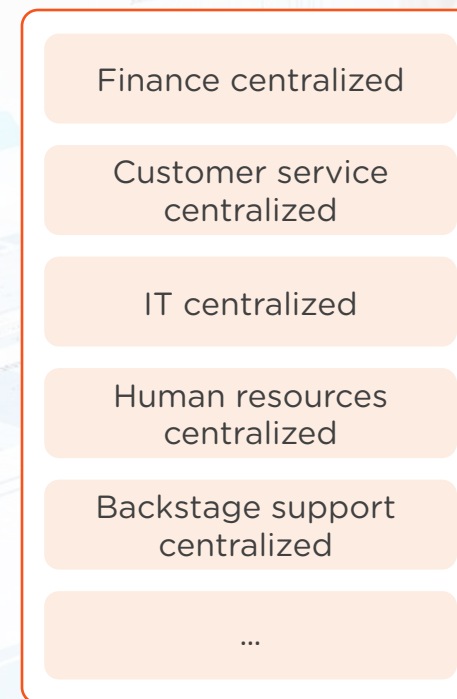 Finance centralized
Customer service
centralized
IT centralized
Human resources
centralized
Backstage support
centralized
...